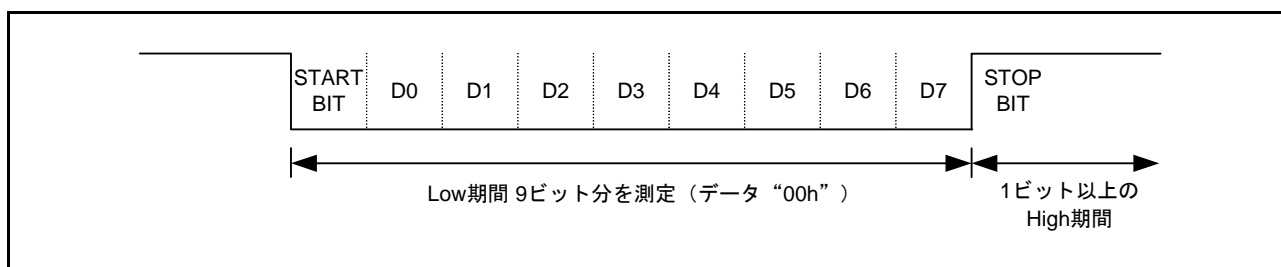 START
BIT
D0
D1
D2
D3
D4
D5
D6
D7
STOP
BIT
Low期間 9ビット分を測定（データ“00h”）
1ビット以上の
High期間